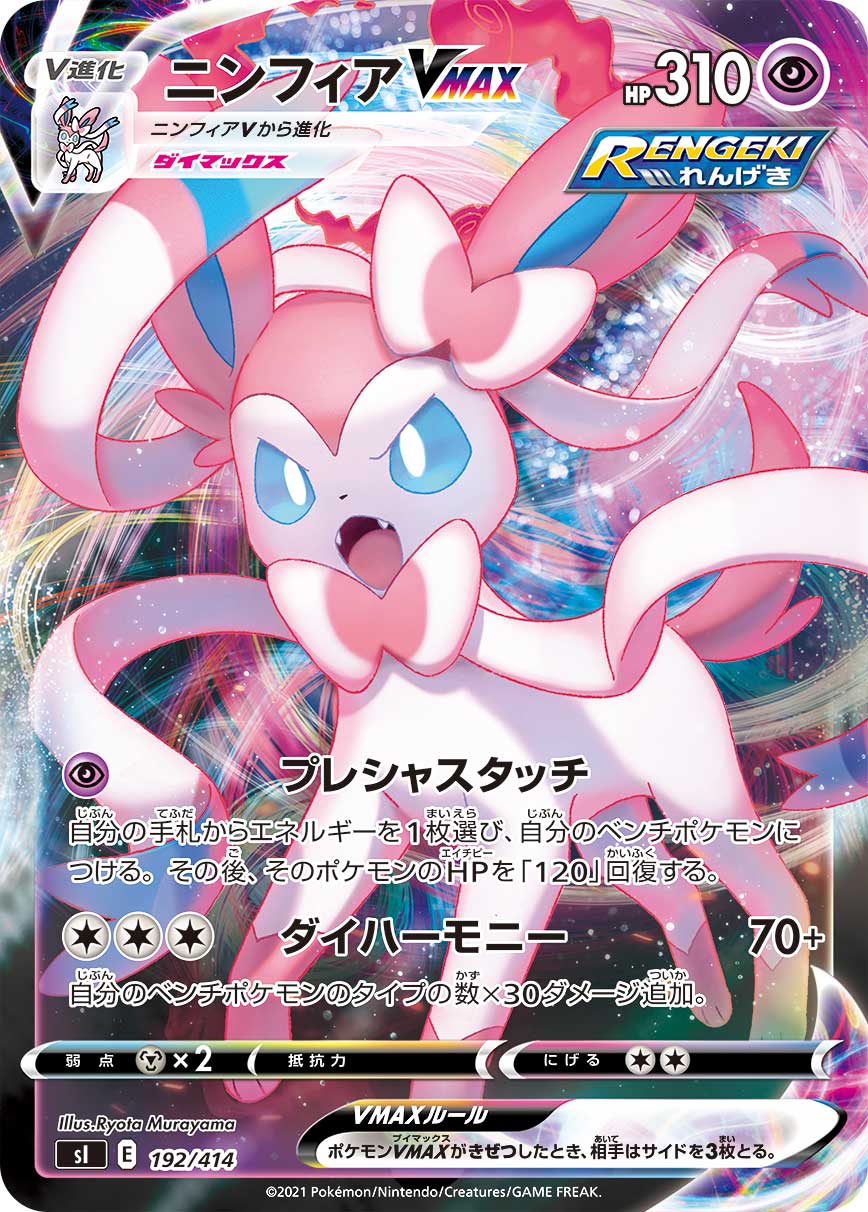 V進化
ニンフィアVMAX
HP310
ニンフィアVから進化
ダイマックス
RENGEKI
れんげき
プレシャスタッチ
自分の手札からエネルギーを1枚選び、自分のベンチポケモンに
つける。その後、そのポケモンのHPを「120」回復する。
ダイハーモニー 70+
自分のベンチポケモンのタイプの数×30ダメージ追加。
弱点 ×2 抵抗力 にげる
Illus.Ryota Murayama
VMAXルール
ポケモンVMAXがきぜつしたとき、相手はサイドを3枚とる。
sI E 192/414
©2021 Pokémon/Nintendo/Creatures/GAME FREAK.